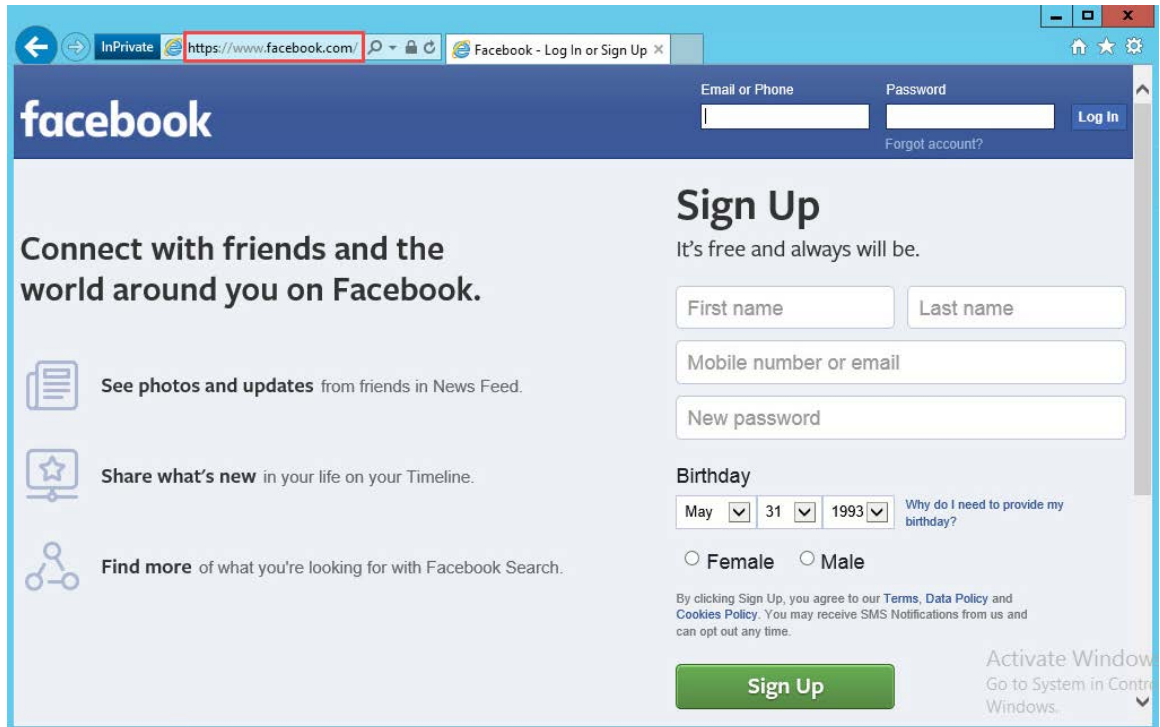 InPrivate
https://www.facebook.com/
Facebook - Log In or Sign Up
facebook
Email or Phone
Password
Log In
Forgot account?
Connect with friends and the
world around you on Facebook.
See photos and updates from friends in News Feed.
Share what's new in your life on your Timeline.
Find more of what you're looking for with Facebook Search.
Sign Up
It's free and always will be.
First name
Last name
Mobile number or email
New password
Birthday
May 31 1993
Why do I need to provide my
birthday?
Female Male
By clicking Sign Up, you agree to our Terms, Data Policy and
Cookies Policy. You may receive SMS Notifications from us and
can opt out any time.
Sign Up
Activate Window
Go to System in Contr
Windows.